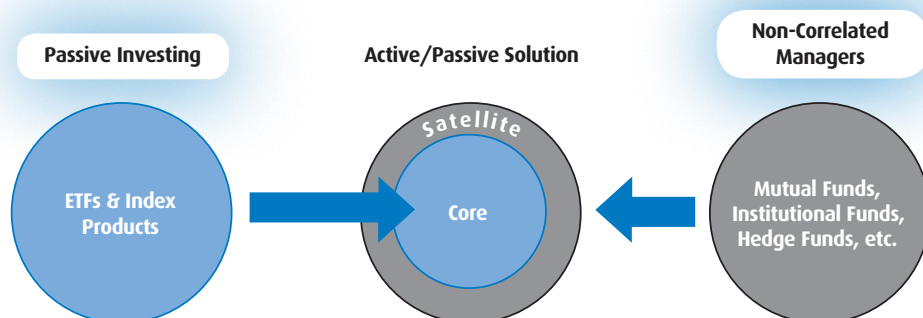 Passive Investing
Active/Passive Solution
Non-Correlated
Managers
ETFs & Index
Products
Satellite
Core
Mutual Funds,
Institutional Funds,
Hedge Funds, etc.